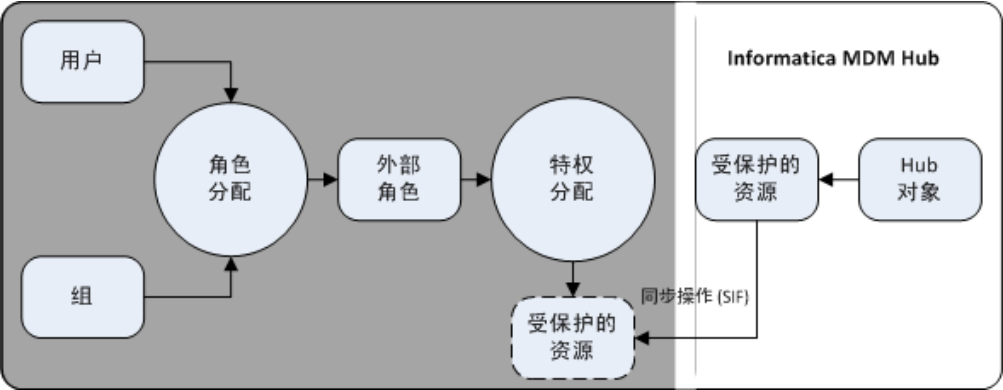 用户
Informatica MDM Hub
角色
分配
外部
角色
特权
分配
受保护的
资源
Hub
对象
组
同步操作 (SIF)
受保护的
资源